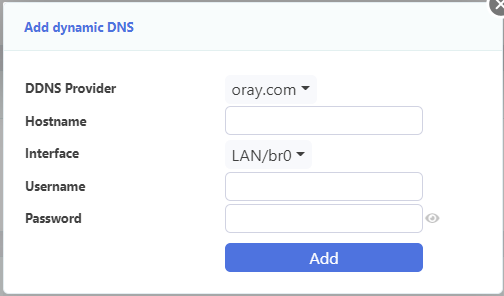 Add dynamic DNS
DDNS Provider oray.com
Hostname
Interface LAN/br0
Username
Password
Add